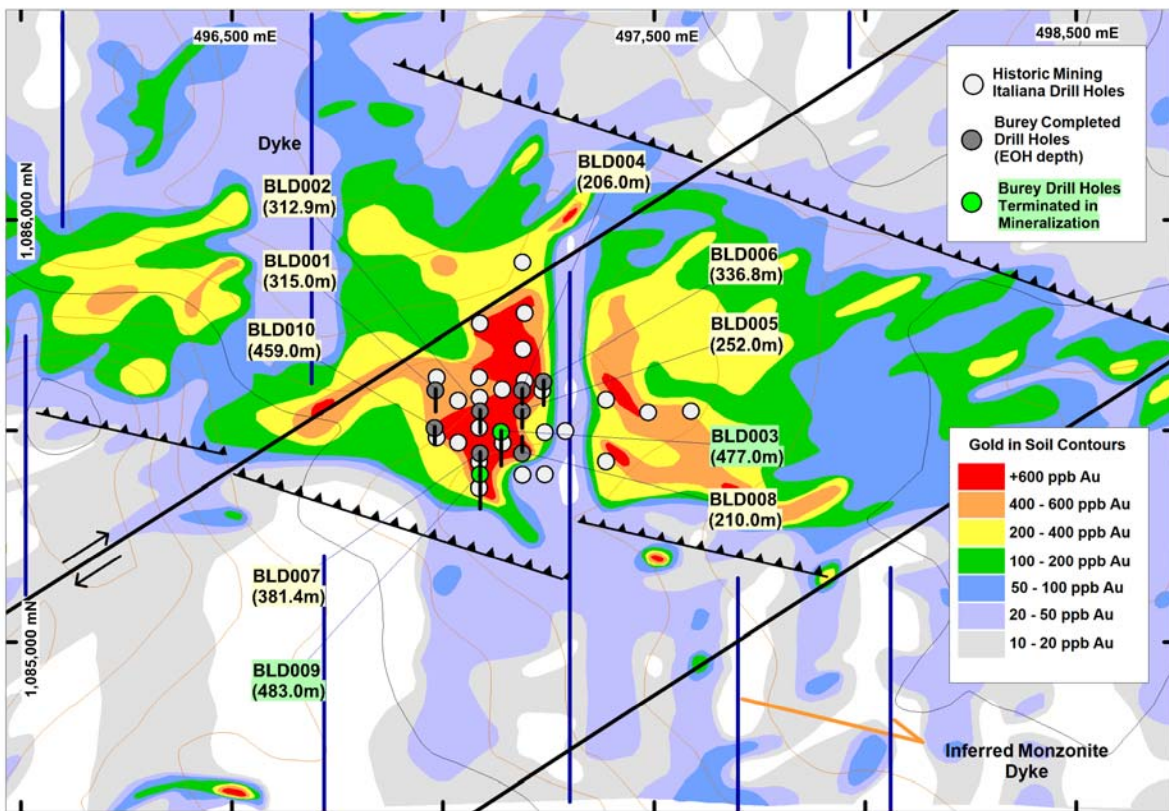 496,500 mE
497,500 mE
498,500 mE
Historic Mining
Italiana Drill Holes
Burey Completed
Drill Holes
(EOH depth)
Burey Drill Holes
Terminated in
Mineralization
1,086,000 mN
Dyke
BLD004
(206.0m)
BLD002
(312.9m)
BLD001
(315.0m)
BLD006
(336.8m)
BLD010
(459.0m)
BLD005
(252.0m)
BLD003
(477.0m)
BLD008
(210.0m)
Gold in Soil Contours
+600 ppb Au
400 - 600 ppb Au
200 - 400 ppb Au
100 - 200 ppb Au
50 - 100 ppb Au
20 - 50 ppb Au
10 - 20 ppb Au
1,085,000 mN
BLD007
(381.4m)
BLD009
(483.0m)
Inferred Monzonite
Dyke